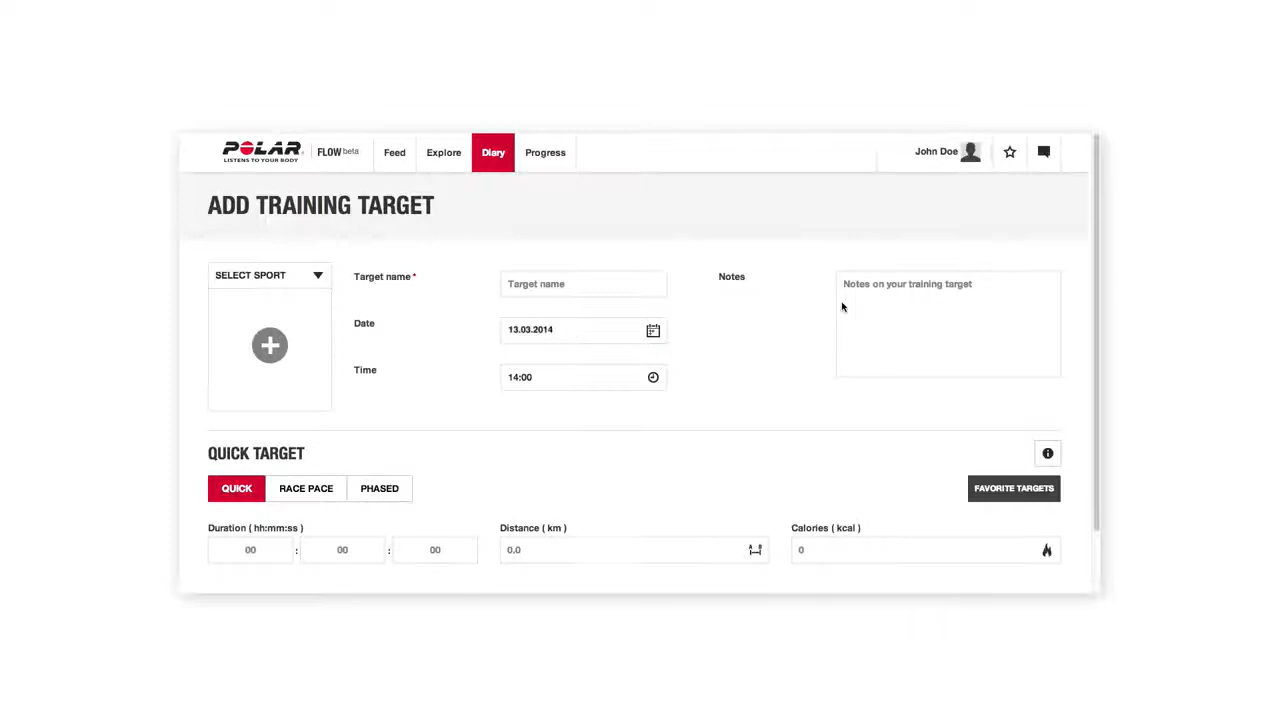 POLAR
LISTENS TO YOUR BODY
FLOW beta
Feed
Explore
Diary
Progress
John Doe
ADD TRAINING TARGET
SELECT SPORT
Target name*
Target name
Notes
Notes on your training target
Date
13.03.2014
Time
14:00
QUICK TARGET
QUICK
RACE PACE
PHASED
FAVORITE TARGETS
Duration ( hh:mm:ss )
Distance ( km )
Calories ( kcal )
00 : 00 : 00
0.0
A B
0